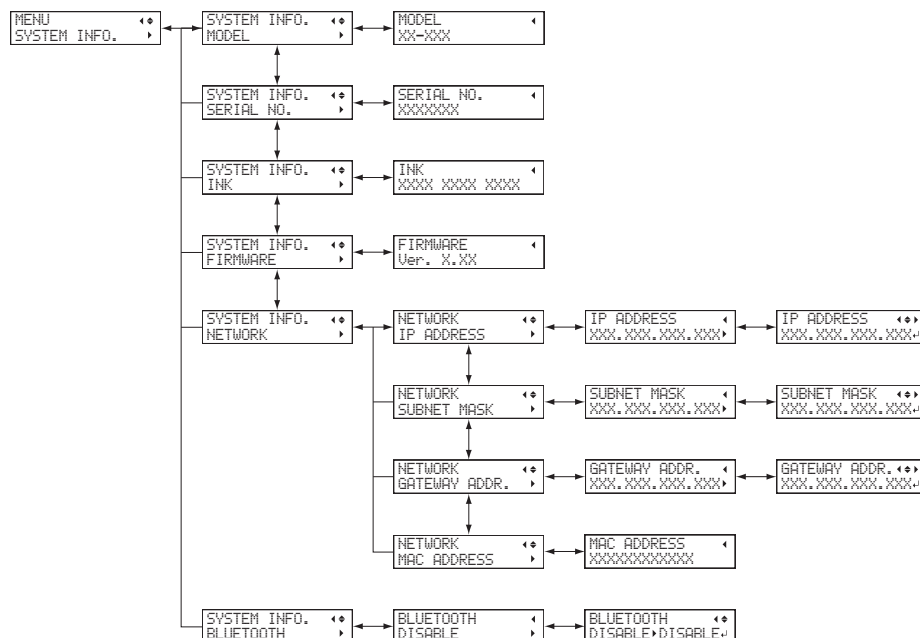 MENU
SYSTEM INFO.
SYSTEM INFO.
MODEL
MODEL
XX-XXX
SYSTEM INFO.
SERIAL NO.
SERIAL NO.
XXXXXXX
SYSTEM INFO.
INK
INK
XXXX XXXX XXXX
SYSTEM INFO.
FIRMWARE
FIRMWARE
Ver. X.XX
SYSTEM INFO.
NETWORK
NETWORK
IP ADDRESS
IP ADDRESS
XXX.XXX.XXX.XXX
IP ADDRESS
XXX.XXX.XXX.XXX
NETWORK
SUBNET MASK
SUBNET MASK
XXX.XXX.XXX.XXX
SUBNET MASK
XXX.XXX.XXX.XXX
NETWORK
GATEWAY ADDR.
GATEWAY ADDR.
XXX.XXX.XXX.XXX
GATEWAY ADDR.
XXX.XXX.XXX.XXX
NETWORK
MAC ADDRESS
MAC ADDRESS
XXXXXXXXXXXX
SYSTEM INFO.
BLUETOOTH
BLUETOOTH
DISABLE
BLUETOOTH
DISABLE▸DISABLE↵